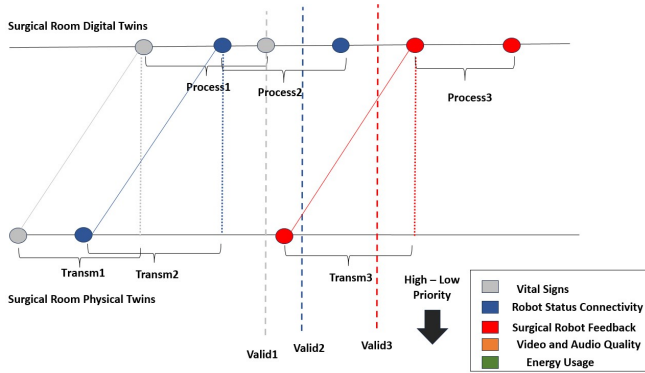 Surgical Room Digital Twins
Process1
Process2
Process3
Transm1
Transm2
Transm3
Surgical Room Physical Twins
High – Low
Priority
Valid1
Valid2
Valid3
Vital Signs
Robot Status Connectivity
Surgical Robot Feedback
Video and Audio Quality
Energy Usage